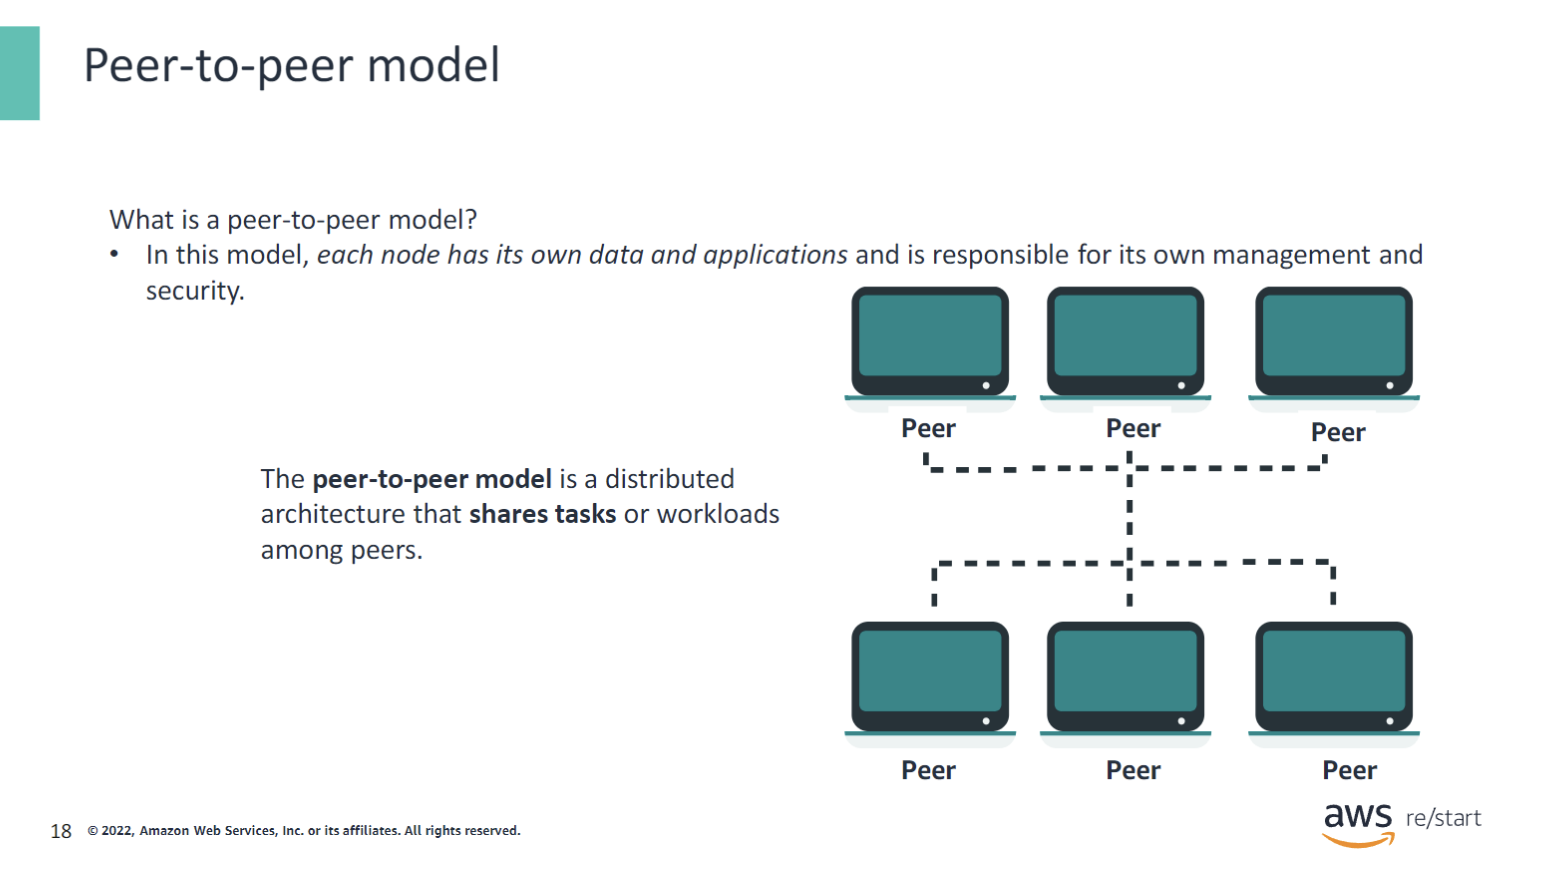 Peer-to-peer model
What is a peer-to-peer model?
• In this model, each node has its own data and applications and is responsible for its own management and
security.
Peer
Peer
Peer
The peer-to-peer model is a distributed
architecture that shares tasks or workloads
among peers.
Peer
Peer
Peer
18
© 2022, Amazon Web Services, Inc. or its affiliates. All rights reserved.
aws re/start